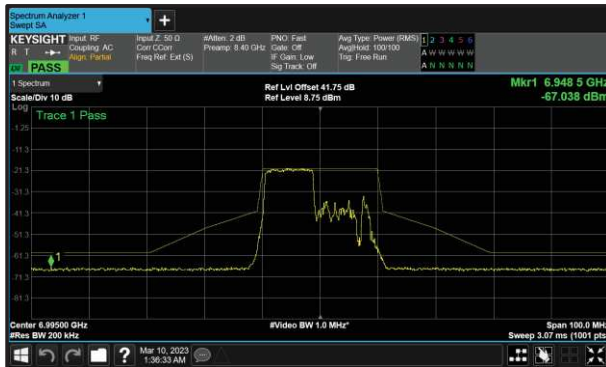 Spectrum Analyzer 1
Swept SA
KEYSIGHT
R T
PASS
Input: RF
Coupling: AC
Align: Partial
Input Z: 50 Ω
Corr CCorr
Freq Ref: Ext (S)
#Atten: 2 dB
Preamp: 8.40 GHz
PNO: Fast
Gate: Off
IF Gain: Low
Sig Track: Off
Avg Type: Power (RMS)
Avg|Hold: 100/100
Trig: Free Run
1 2 3 4 5 6
A W W W W W
A N N N N N
1 Spectrum
Scale/Div 10 dB
Ref Lvl Offset 41.75 dB
Ref Level 8.75 dBm
Mkr1 6.948 5 GHz
-67.038 dBm
Log
Trace 1 Pass
-1.25
-11.3
-21.3
-31.3
-41.3
-51.3
-61.3
-71.3
-81.3
1
Center 6.99500 GHz
#Res BW 200 kHz
#Video BW 1.0 MHz*
Span 100.0 MHz
Sweep 3.07 ms (1001 pts)
?
Mar 10, 2023
1:36:33 AM